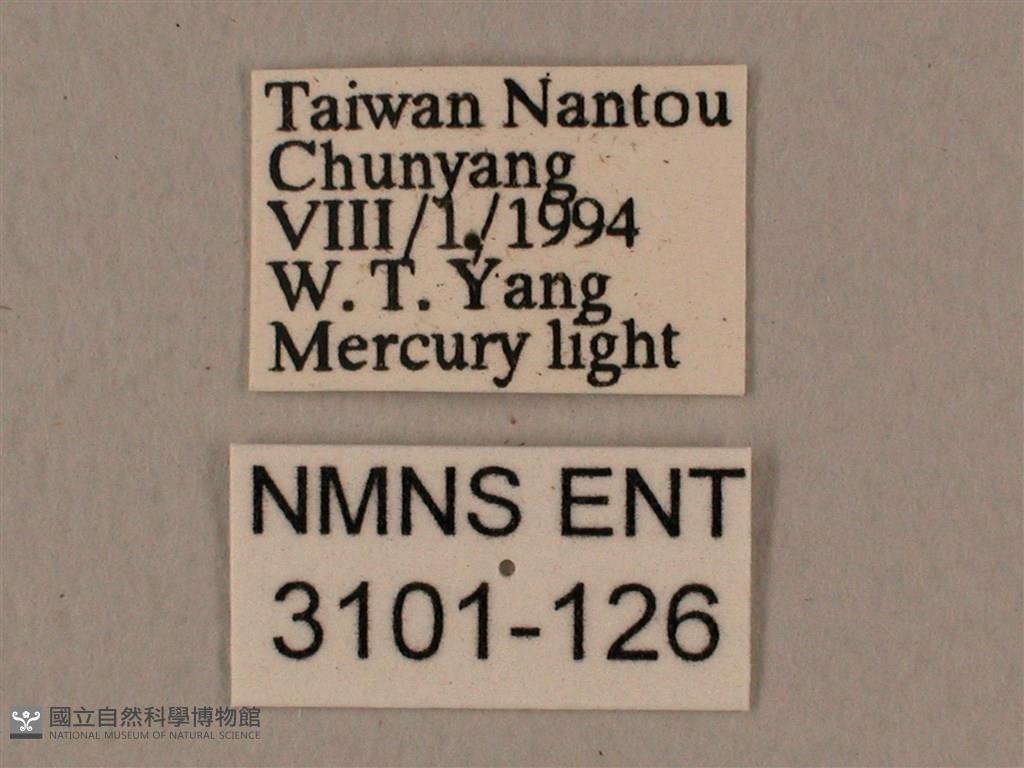 Taiwan Nantou
Chunyang
VIII/1/1994
W. T. Yang
Mercury light
NMNS ENT
3101-126
國立自然科學博物館
NATIONAL MUSEUM OF NATURAL SCIENCE